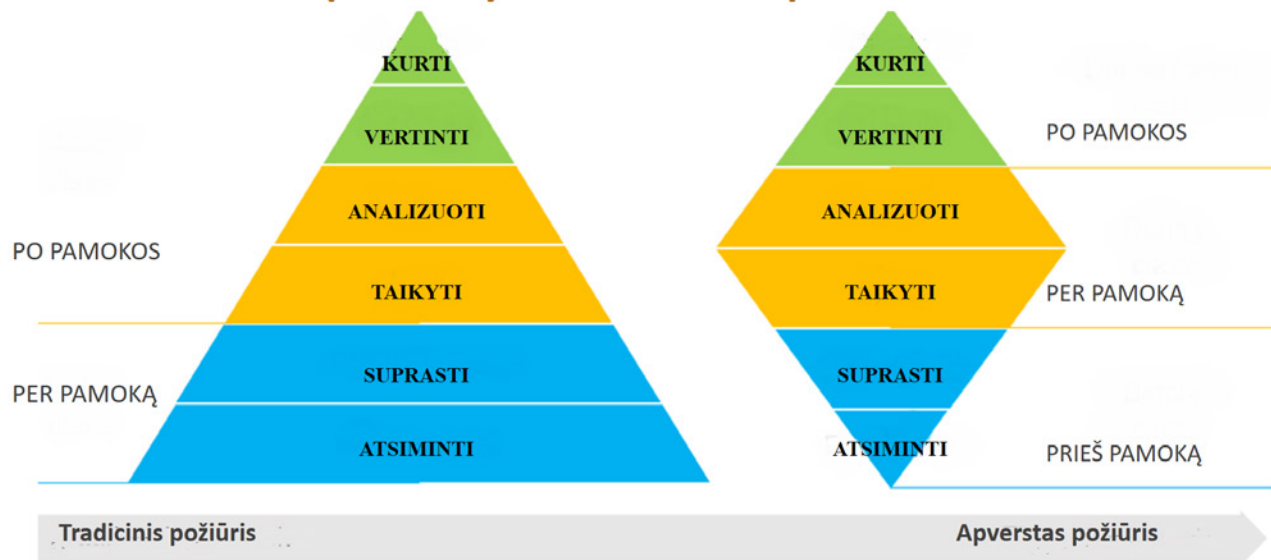 KURTI
VERTINTI
ANALIZUOTI
TAIKYTI
SUPRASTI
ATSIMINTI
PO PAMOKOS
PER PAMOKĄ
KURTI
VERTINTI
ANALIZUOTI
TAIKYTI
SUPRASTI
ATSIMINTI
PO PAMOKOS
PER PAMOKĄ
PRIEŠ PAMOKĄ
Tradicinis požiūris
Apverstas požiūris